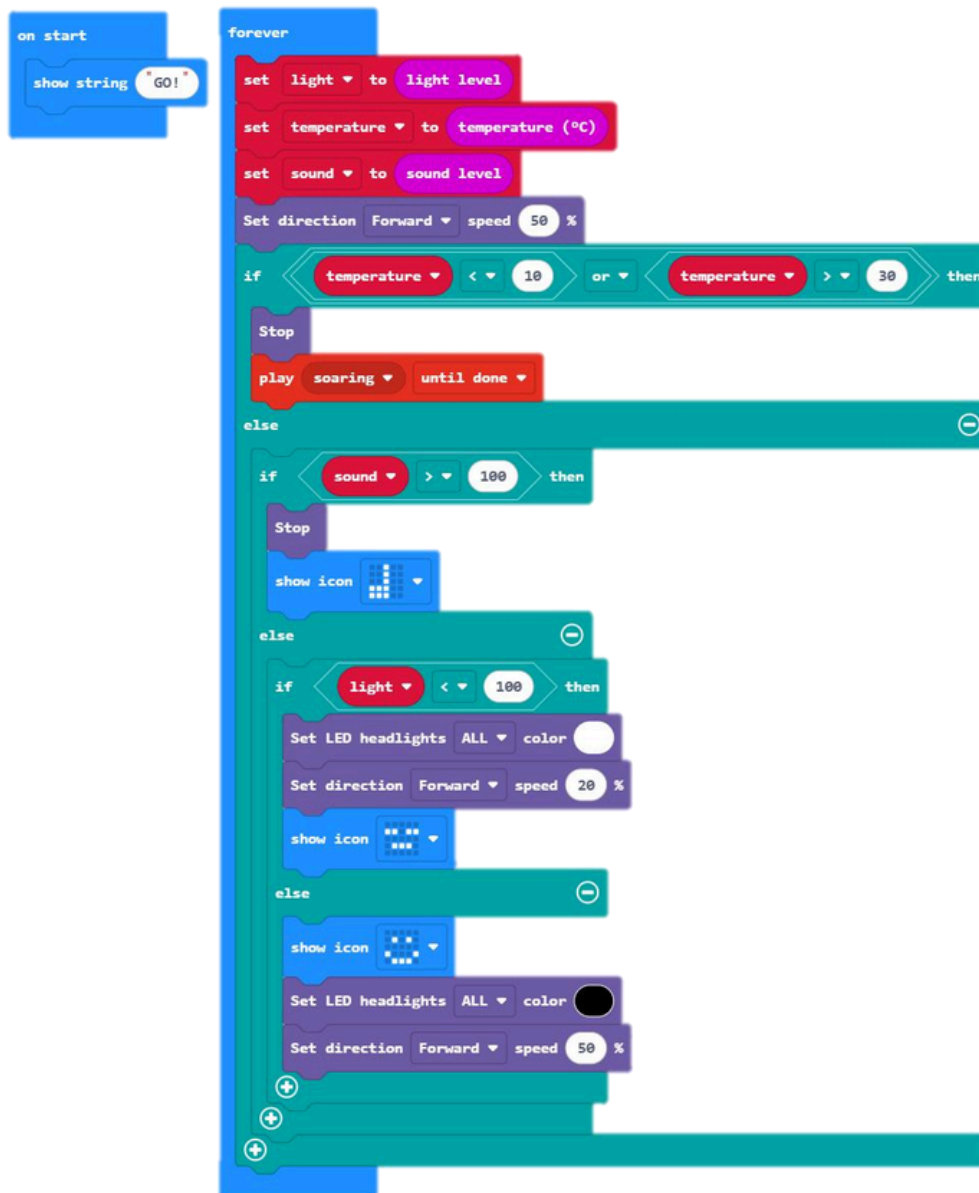 on start
show string "GO!"
forever
set light to light level
set temperature to temperature (ºC)
set sound to sound level
Set direction Forward speed 50 %
if temperature < 10 or temperature > 30 then
Stop
play soaring until done
else
if sound > 100 then
Stop
show icon
else
if light < 100 then
Set LED headlights ALL color
Set direction Forward speed 20 %
show icon
else
show icon
Set LED headlights ALL color
Set direction Forward speed 50 %